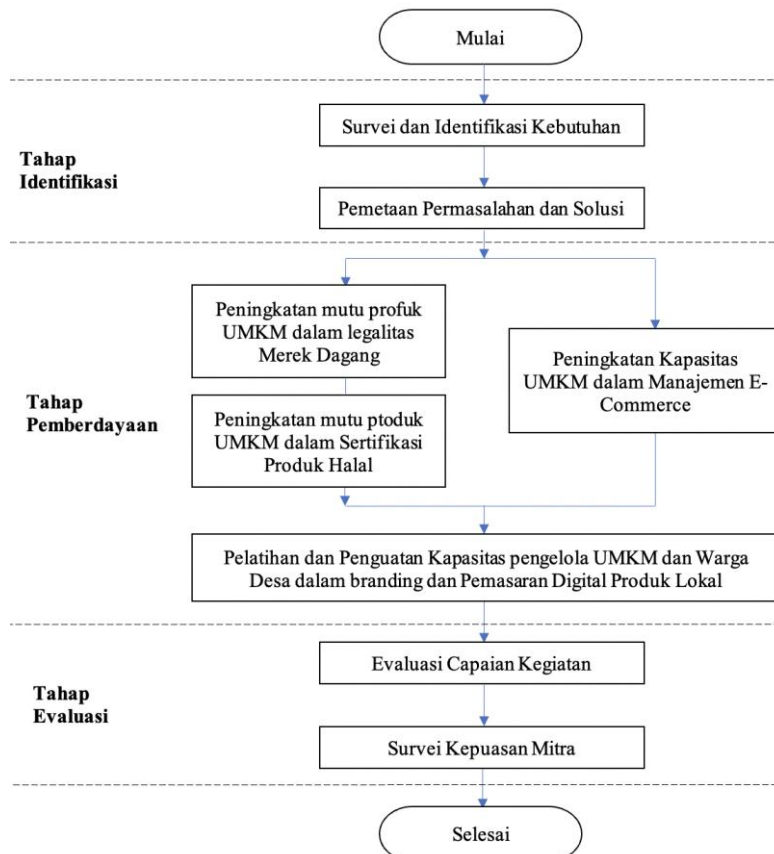 Mulai
Survei dan Identifikasi Kebutuhan
Tahap
Identifikasi
Pemetaan Permasalahan dan Solusi
Peningkatan mutu profuk
UMKM dalam legalitas
Merek Dagang
Peningkatan Kapasitas
UMKM dalam Manajemen E-
Commerce
Tahap
Pemberdayaan
Peningkatan mutu ptoduk
UMKM dalam Sertifikasi
Produk Halal
Pelatihan dan Penguatan Kapasitas pengelola UMKM dan Warga
Desa dalam branding dan Pemasaran Digital Produk Lokal
Evaluasi Capaian Kegiatan
Tahap
Evaluasi
Survei Kepuasan Mitra
Selesai